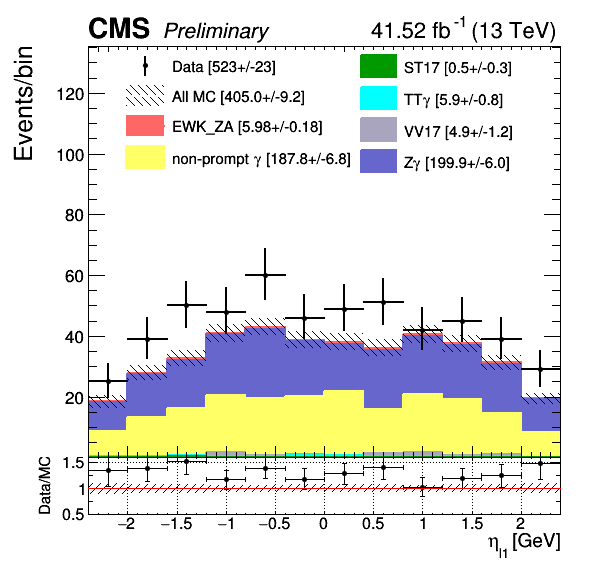 CMS Preliminary 41.52 fb⁻¹ (13 TeV)
Events/bin
Data [523+/-23]
All MC [405.0+/-9.2]
EWK_ZA [5.98+/-0.18]
non-prompt γ [187.8+/-6.8]
ST17 [0.5+/-0.3]
TTγ [5.9+/-0.8]
VV17 [4.9+/-1.2]
Zγ [199.9+/-6.0]
120
100
80
60
40
20
Data/MC
1.5
1
0.5
−2 −1.5 −1 −0.5 0 0.5 1 1.5 2
η_l1 [GeV]